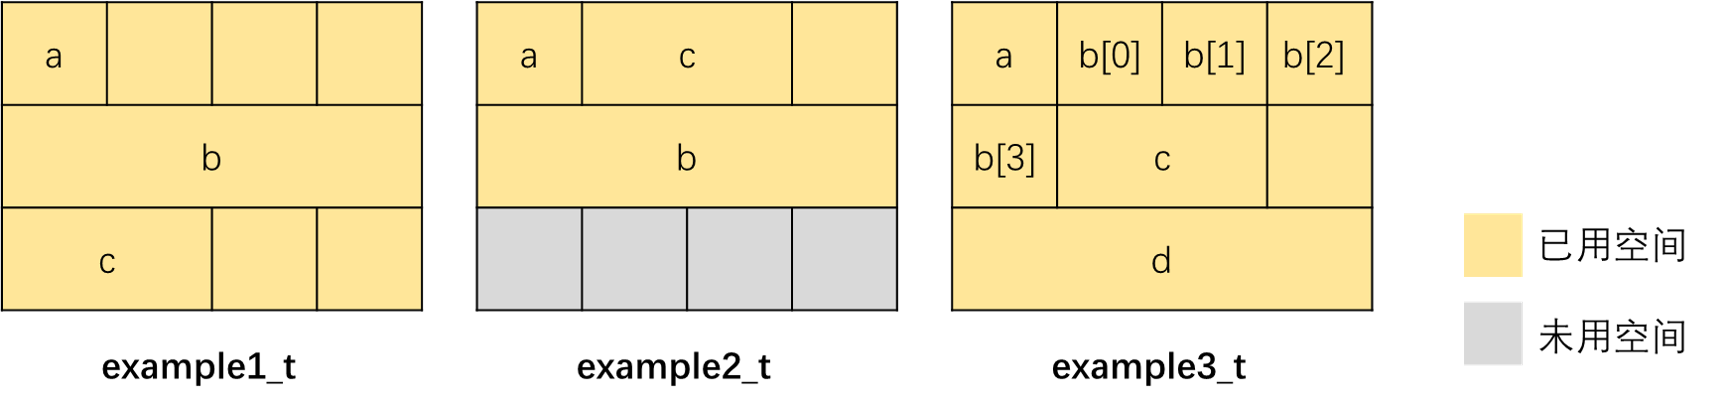 a
b
c
example1_t
a c
b
example2_t
a b[0] b[1] b[2]
b[3] c
d
example3_t
已用空间
未用空间